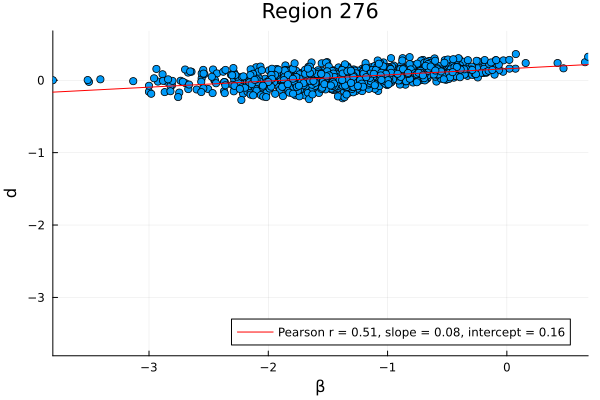 Region 276
d
0
−1
−2
−3
Pearson r = 0.51, slope = 0.08, intercept = 0.16
−3
−2
−1
0
β